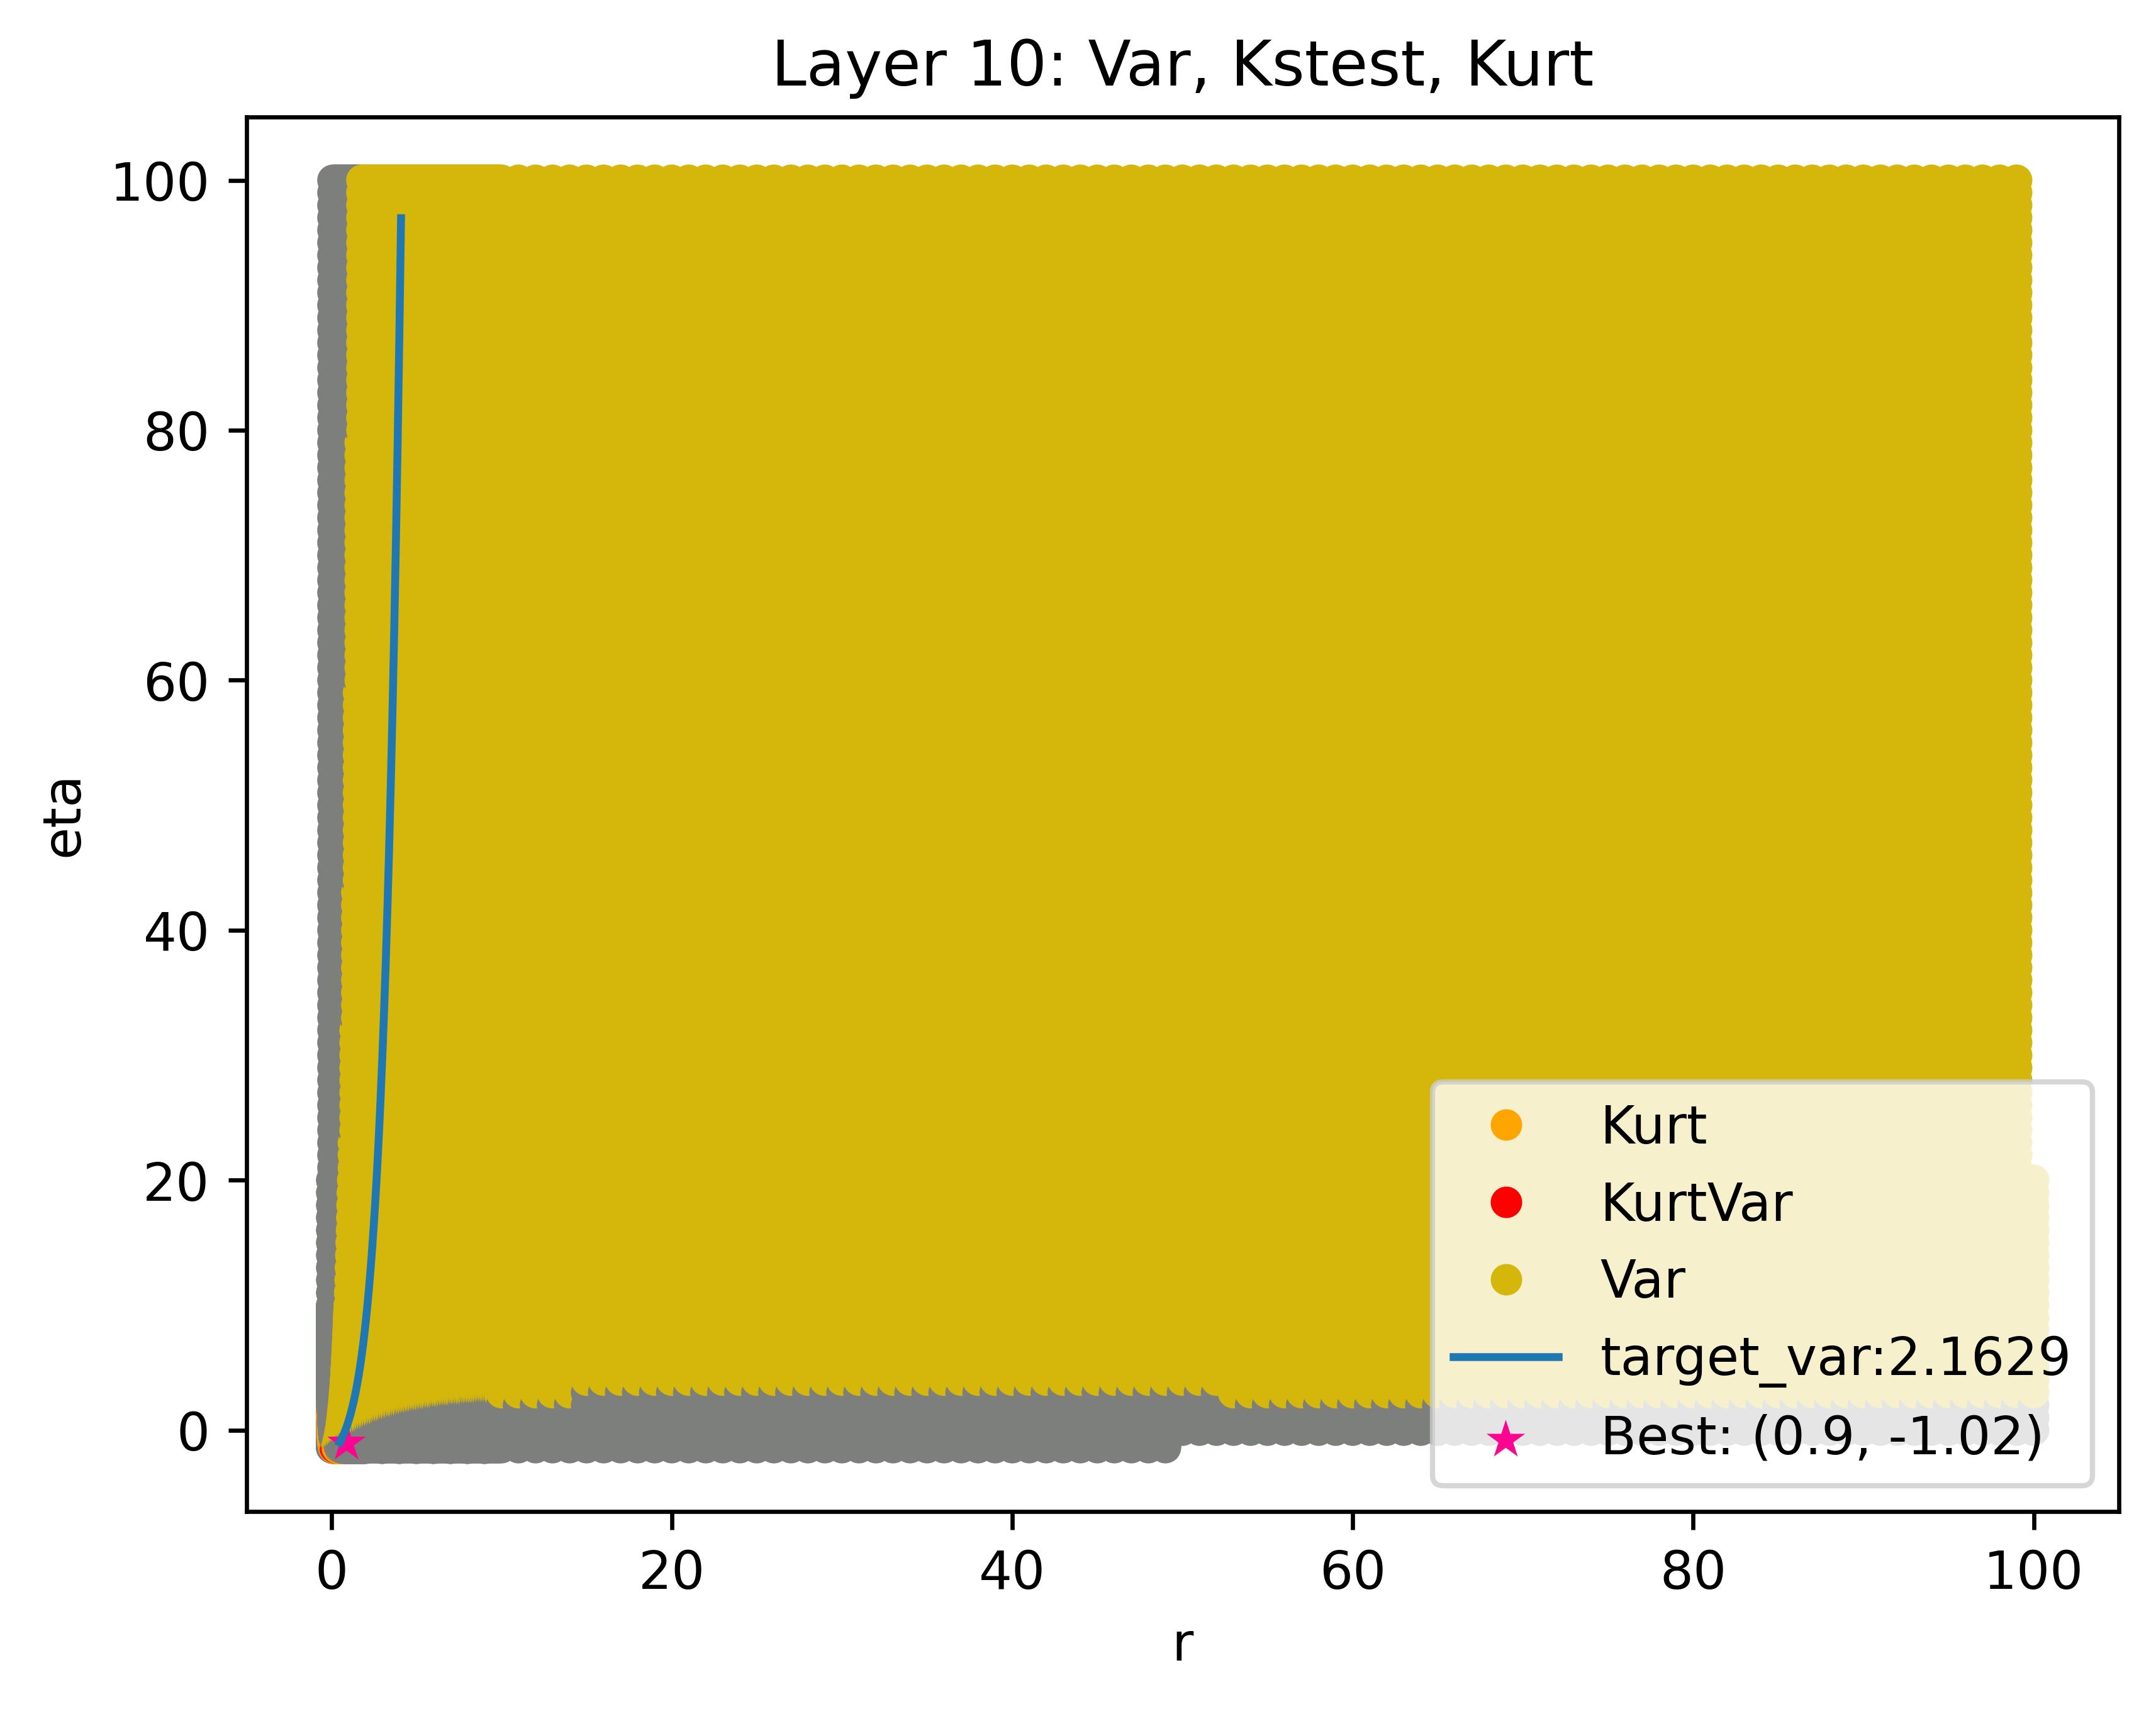 Layer 10: Var, Kstest, Kurt
100
80
60
40
20
0
eta
Kurt
KurtVar
Var
target_var:2.1629
Best: (0.9, -1.02)
0 20 40 60 80 100
r